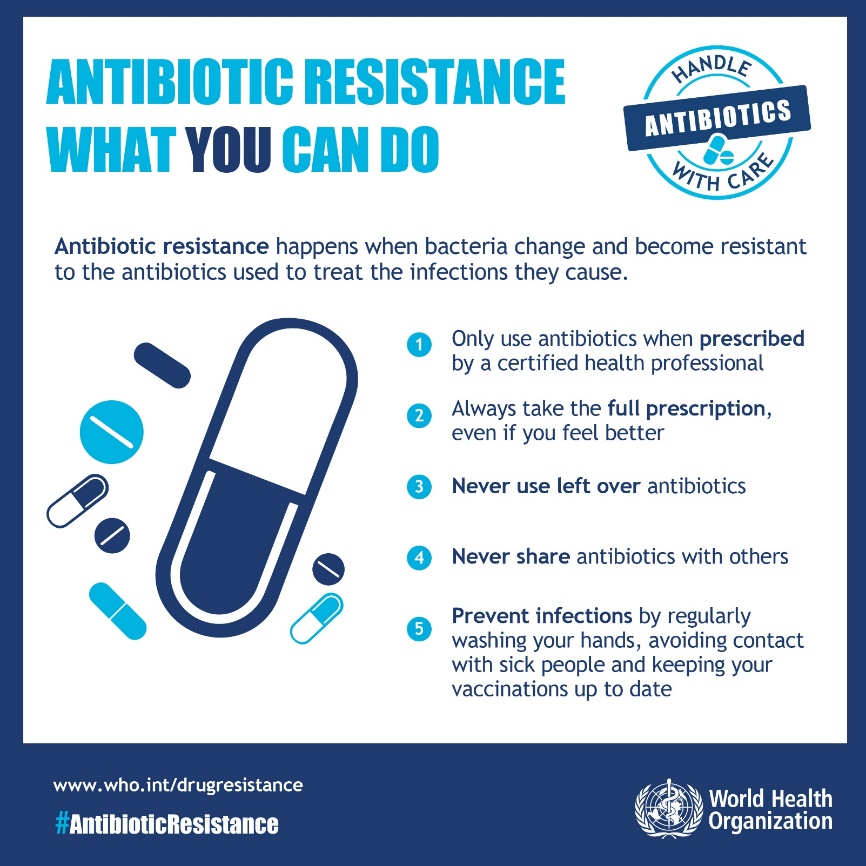 ANTIBIOTIC RESISTANCE
WHAT YOU CAN DO
HANDLE
ANTIBIOTICS
WITH CARE
Antibiotic resistance happens when bacteria change and become resistant
to the antibiotics used to treat the infections they cause.
1 Only use antibiotics when prescribed
by a certified health professional
2 Always take the full prescription,
even if you feel better
3 Never use left over antibiotics
4 Never share antibiotics with others
5 Prevent infections by regularly
washing your hands, avoiding contact
with sick people and keeping your
vaccinations up to date
www.who.int/drugresistance
#AntibioticResistance
World Health
Organization